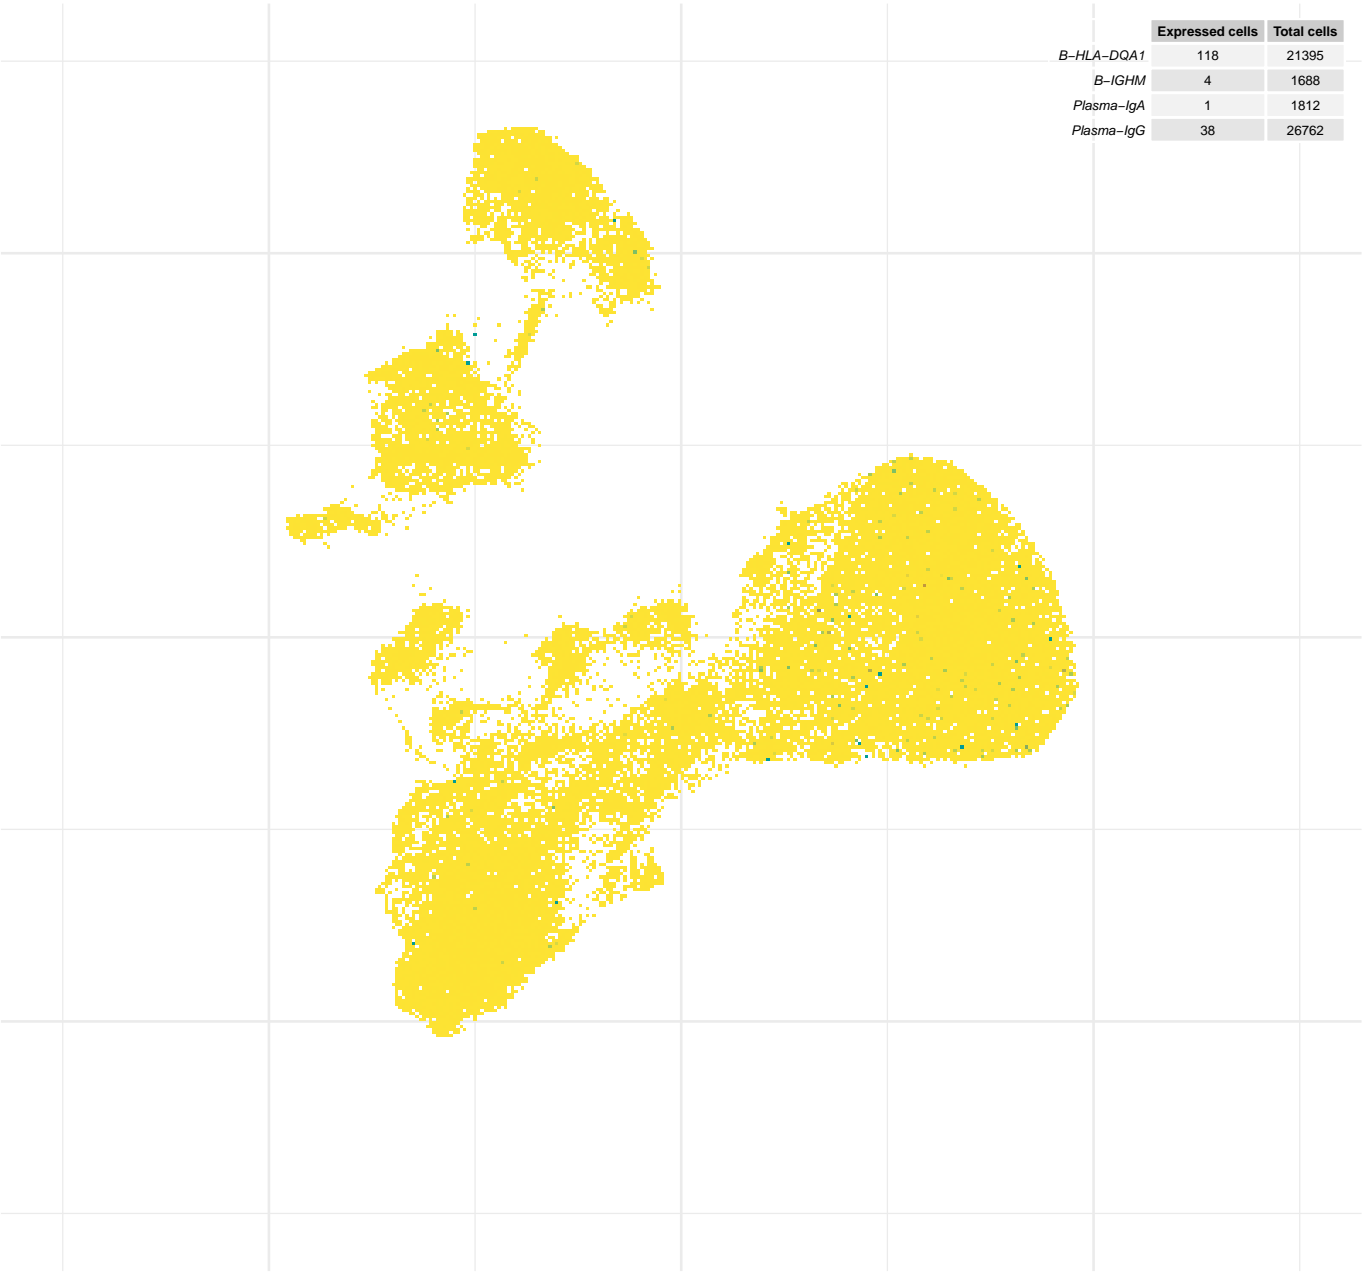 Expressed cells Total cells
B−HLA−DQA1 118 21395
B−IGHM 4 1688
Plasma−IgA 1 1812
Plasma−IgG 38 26762